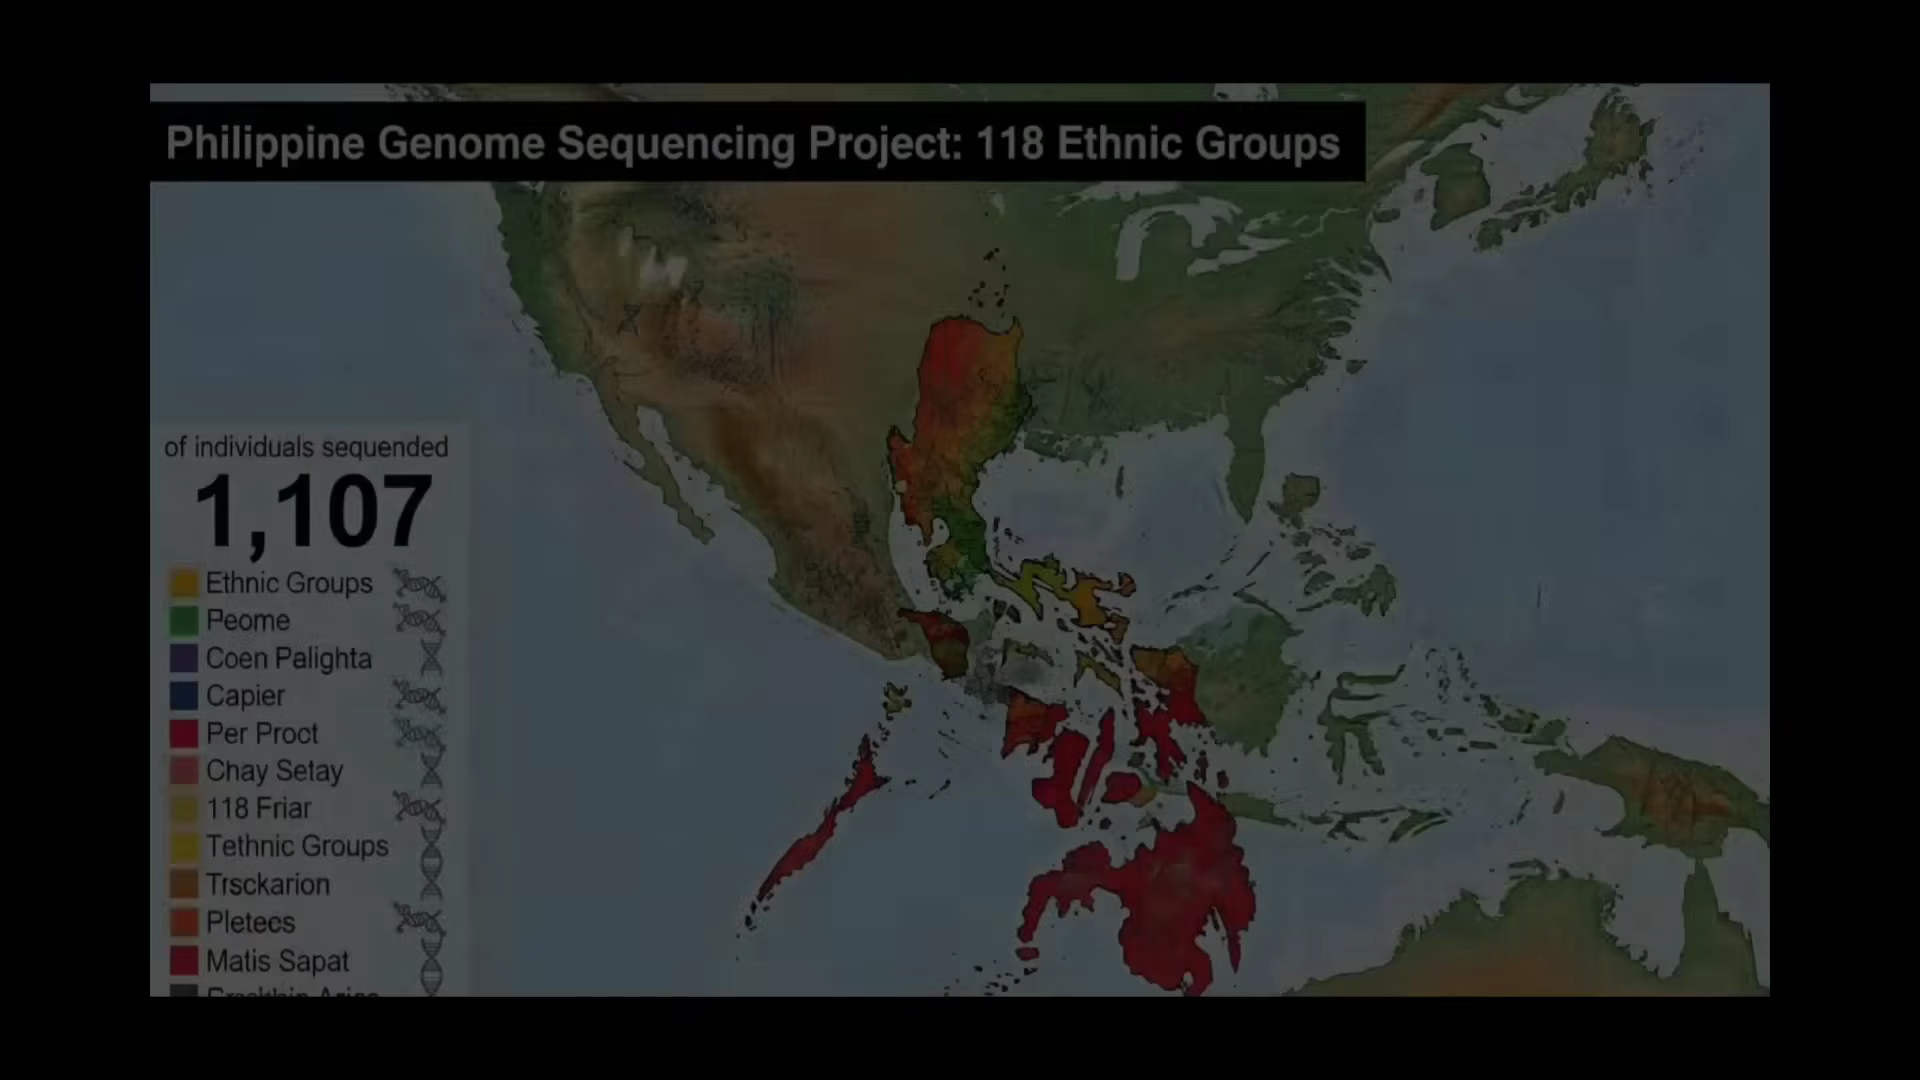 Philippine Genome Sequencing Project: 118 Ethnic Groups
of individuals sequended
1,107
Ethnic Groups
Peome
Coen Palighta
Capier
Per Proct
Chay Setay
118 Friar
Tethnic Groups
Trsckarion
Pletecs
Matis Sapat